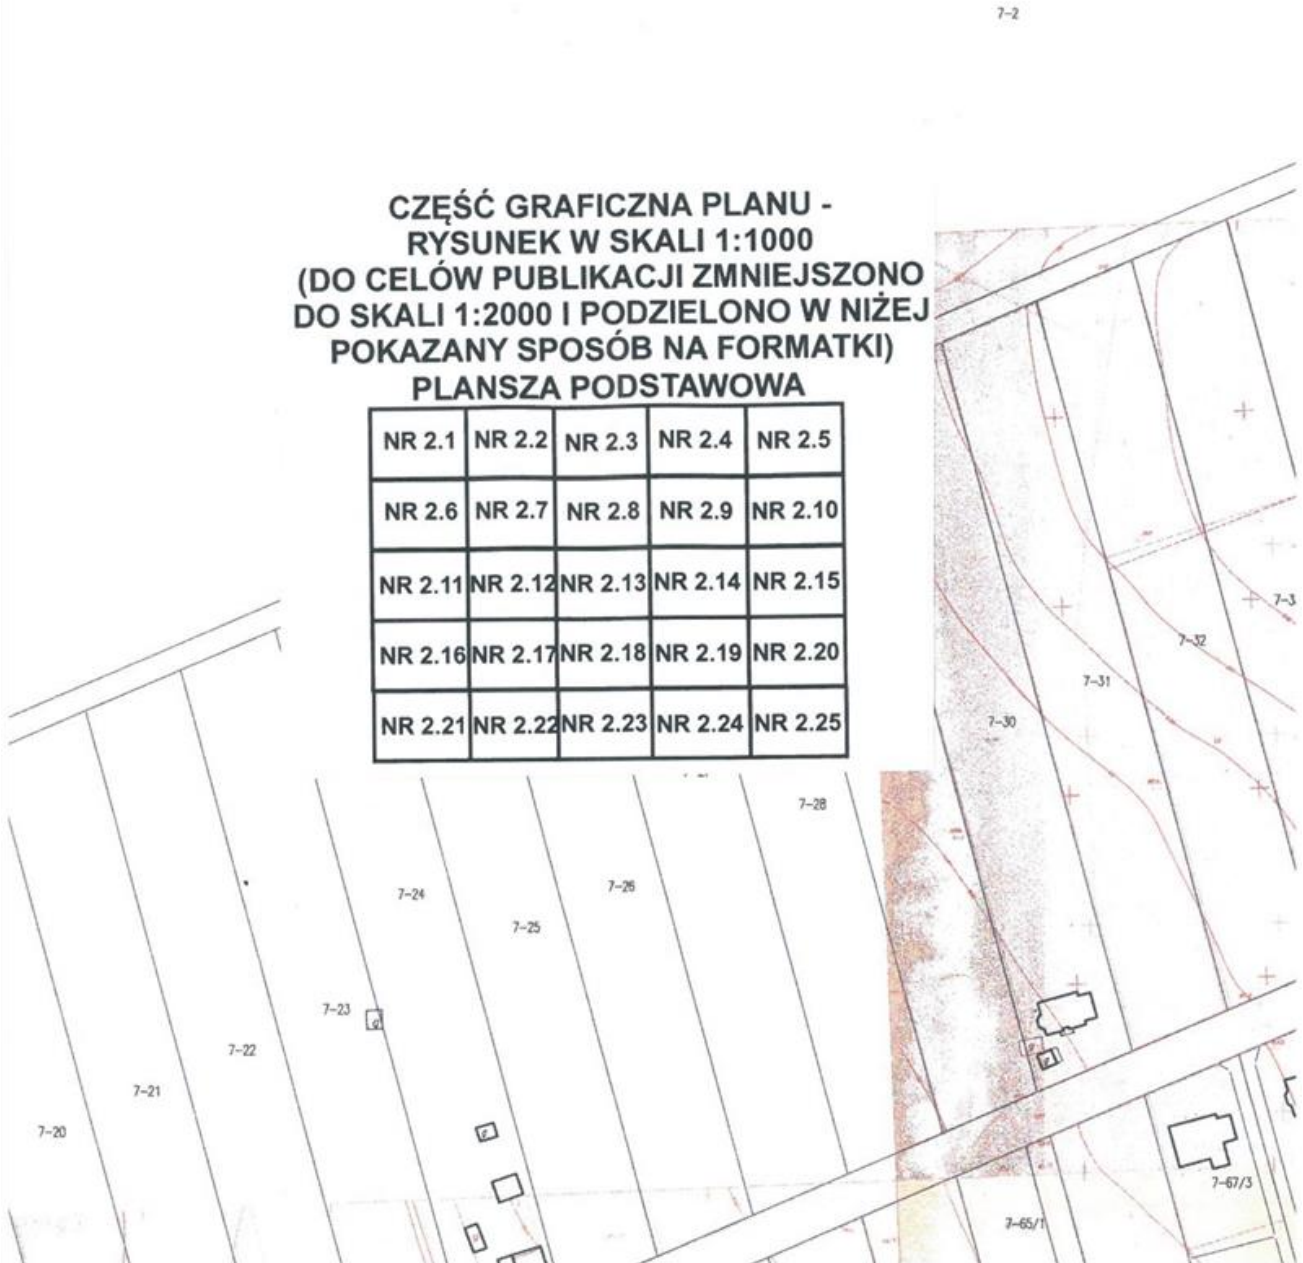 7-2
CZĘŚĆ GRAFICZNA PLANU -
RYSUNEK W SKALI 1:1000
(DO CELÓW PUBLIKACJI ZMNIEJSZONO
DO SKALI 1:2000 I PODZIELONO W NIŻEJ
POKAZANY SPOSÓB NA FORMATKI)
PLANSZA PODSTAWOWA
NR 2.1 NR 2.2 NR 2.3 NR 2.4 NR 2.5
NR 2.6 NR 2.7 NR 2.8 NR 2.9 NR 2.10
NR 2.11 NR 2.12 NR 2.13 NR 2.14 NR 2.15
NR 2.16 NR 2.17 NR 2.18 NR 2.19 NR 2.20
NR 2.21 NR 2.22 NR 2.23 NR 2.24 NR 2.25
7-3
7-32
7-31
7-30
7-28
7-26
7-24
7-25
7-23
7-22
7-21
7-20
7-67/3
7-65/1